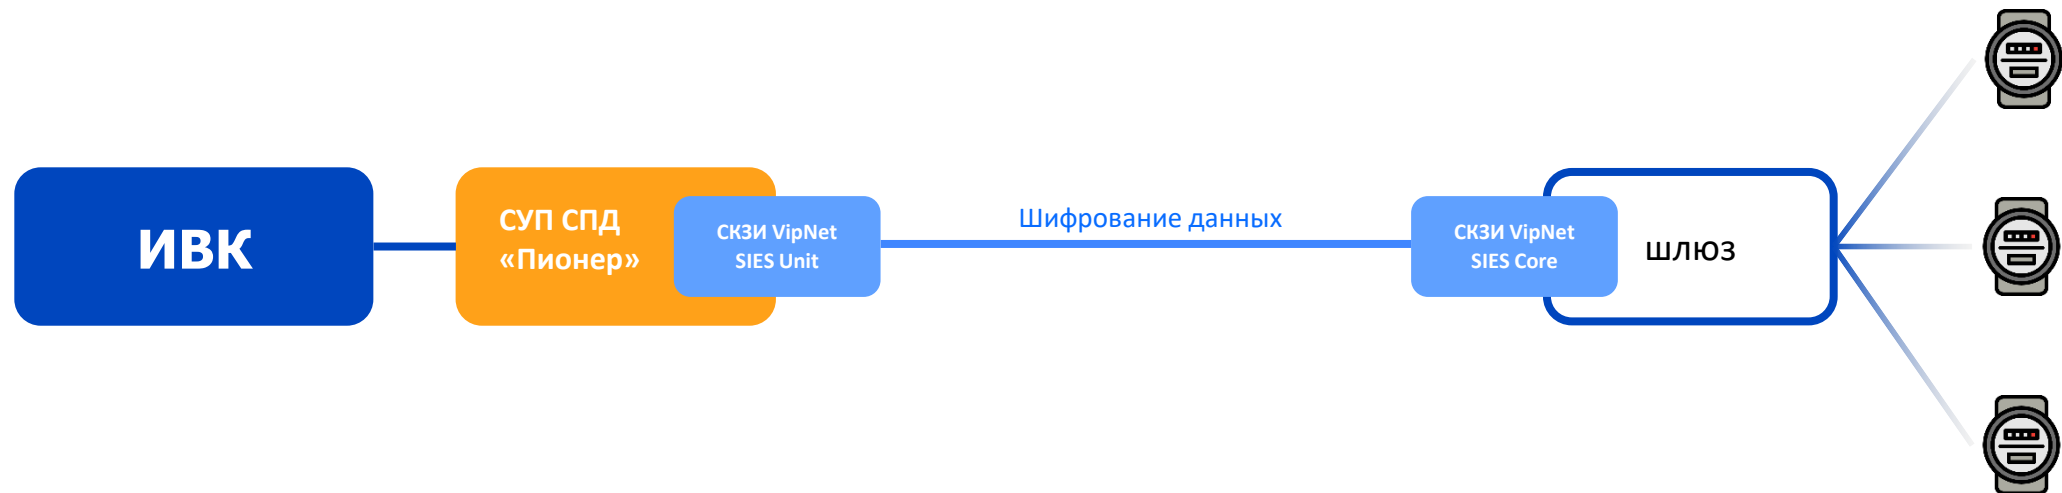 ИВК
СУП СПД
«Пионер»
СКЗИ VipNet
SIES Unit
Шифрование данных
СКЗИ VipNet
SIES Core
шлюз